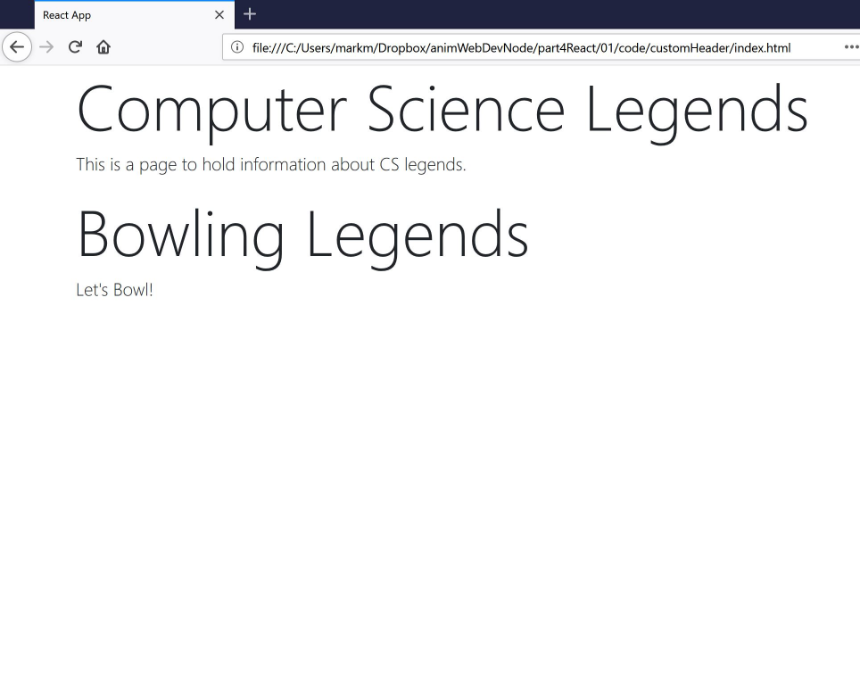 React App
file:///C:/Users/markm/Dropbox/animWebDevNode/part4React/01/code/customHeader/index.html
Computer Science Legends
This is a page to hold information about CS legends.
Bowling Legends
Let's Bowl!